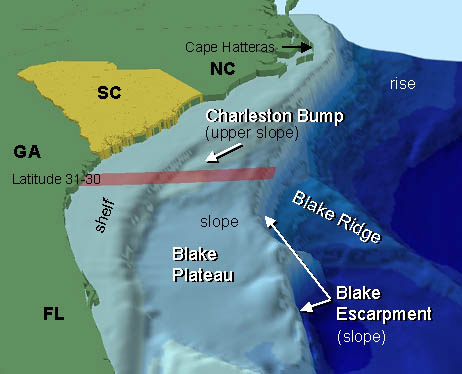 Cape Hatteras
NC
rise
SC
Charleston Bump
(upper slope)
GA
Latitude 31-30
shelf
slope
Blake Ridge
Blake
Plateau
FL
Blake
Escarpment
(slope)